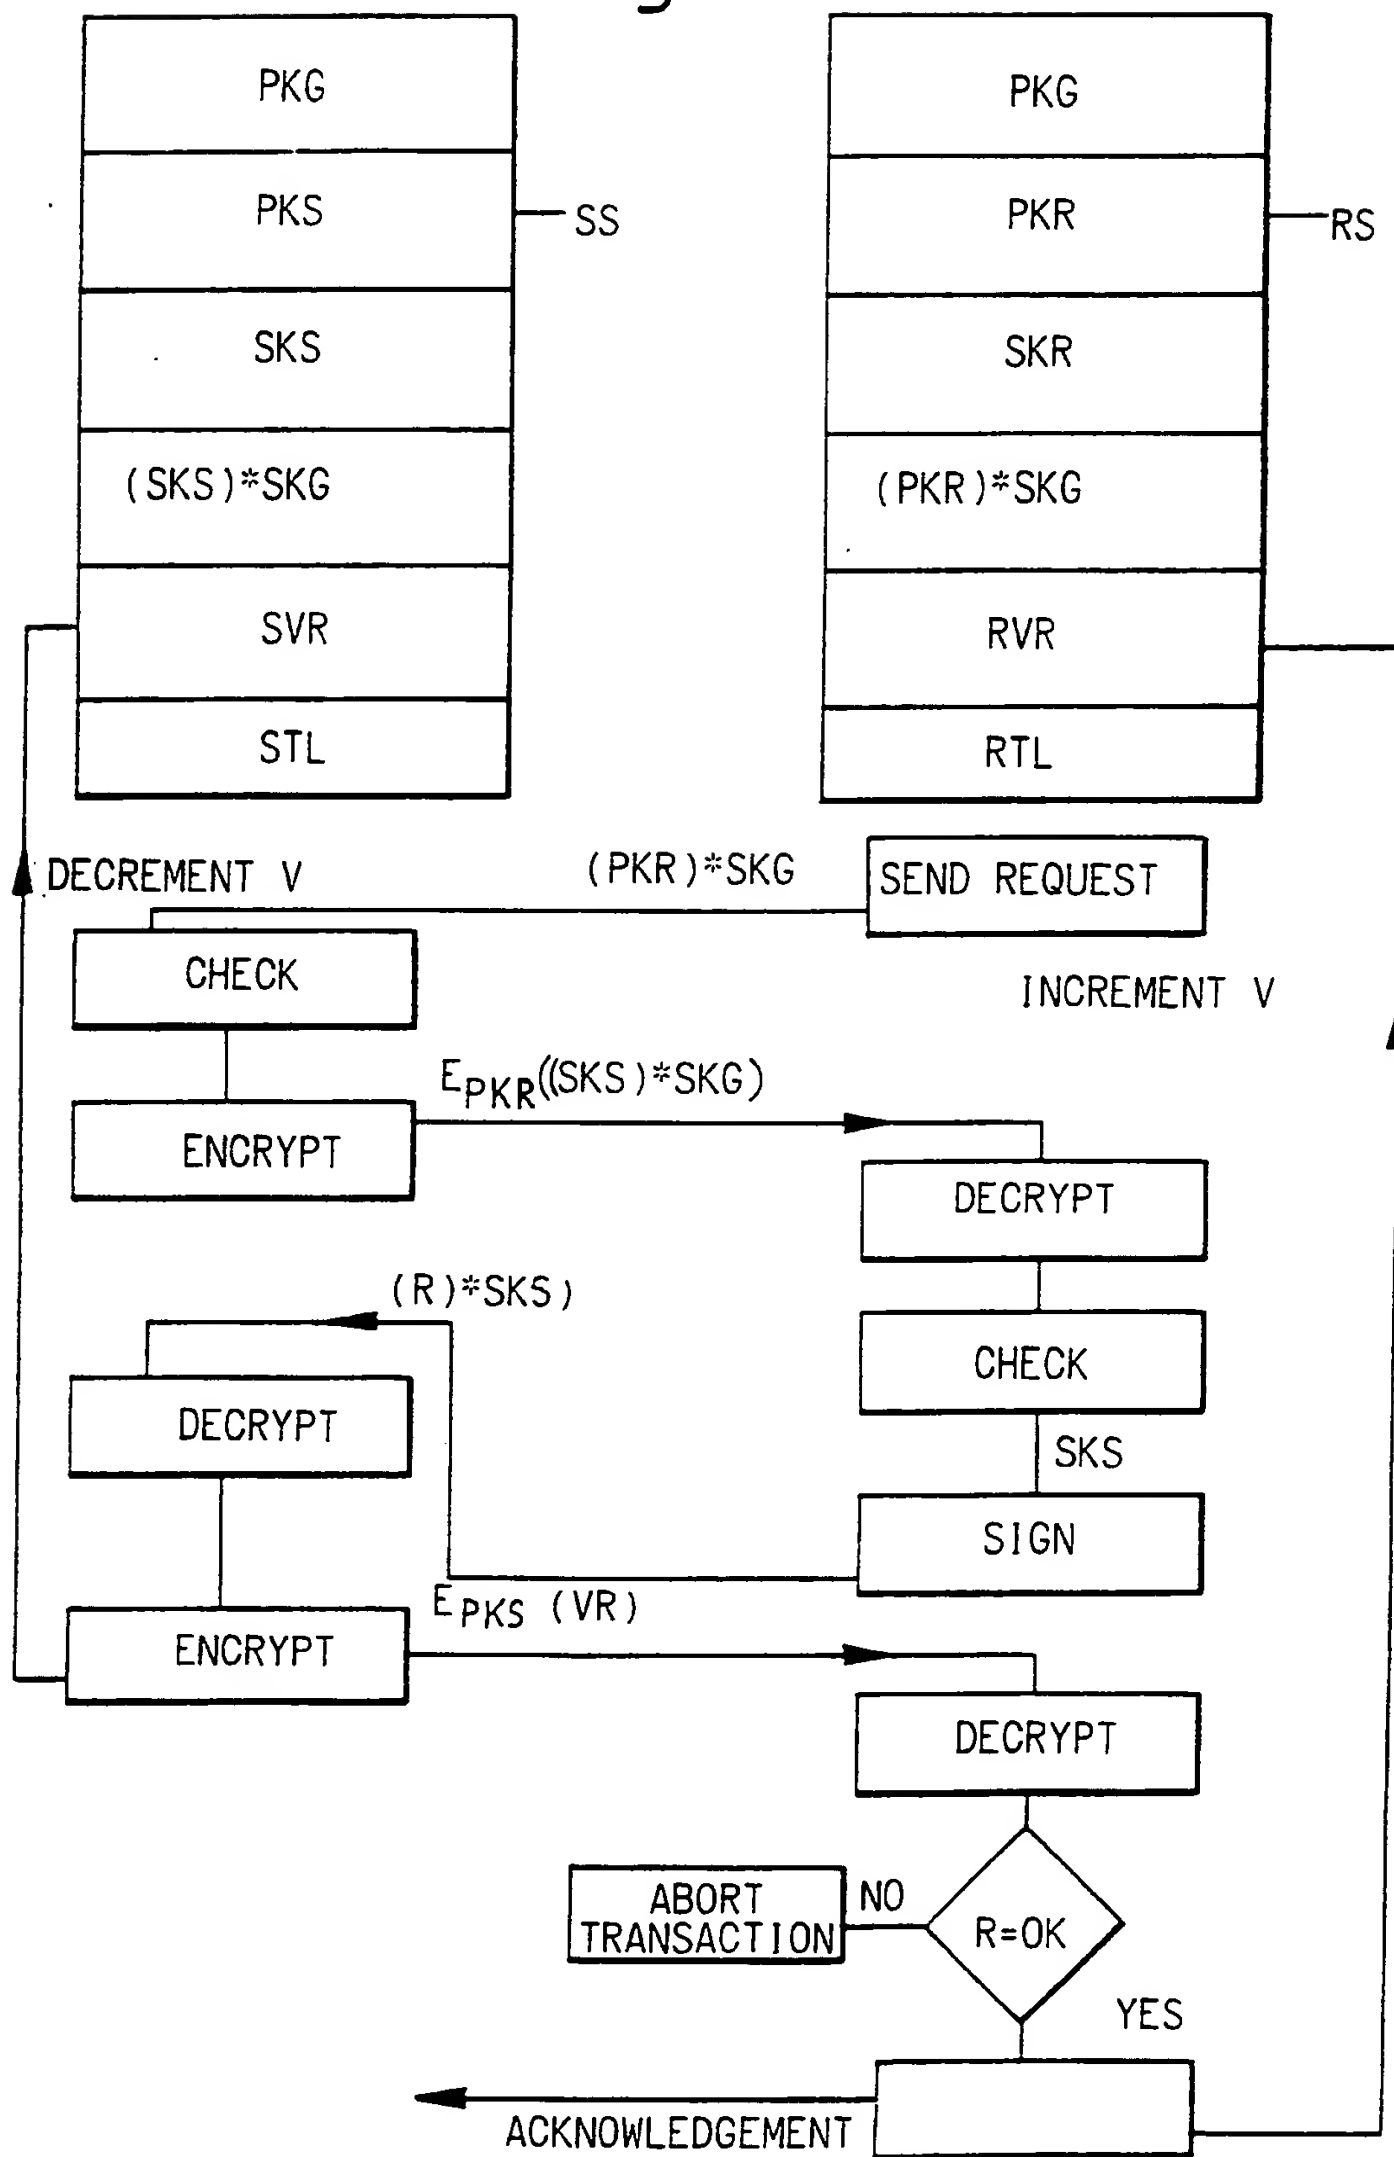 PKG
PKS
SS
SKS
(SKS)*SKG
SVR
STL
PKG
PKR
RS
SKR
(PKR)*SKG
RVR
RTL
DECREMENT V
(PKR)*SKG
SEND REQUEST
CHECK
INCREMENT V
EPKR((SKS)*SKG)
ENCRYPT
DECRYPT
(R)*SKS)
CHECK
DECRYPT
SKS
SIGN
EPKS (VR)
ENCRYPT
DECRYPT
ABORT
TRANSACTION
NO
R=OK
YES
ACKNOWLEDGEMENT